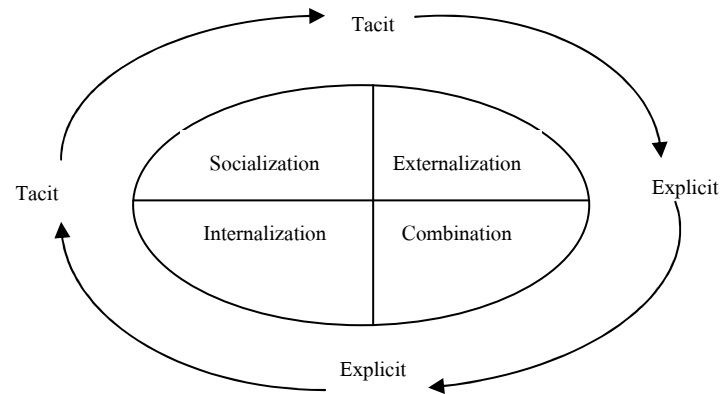 Tacit
Socialization Externalization
Tacit
Explicit
Internalization Combination
Explicit